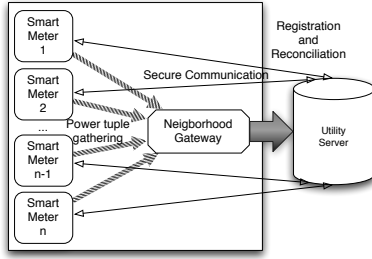 Smart
Meter
1
Registration
and
Reconciliation
Smart
Meter
2
Secure Communication
...
Power tuple
gathering
Neigborhood
Gateway
Utility
Server
Smart
Meter
n-1
Smart
Meter
n